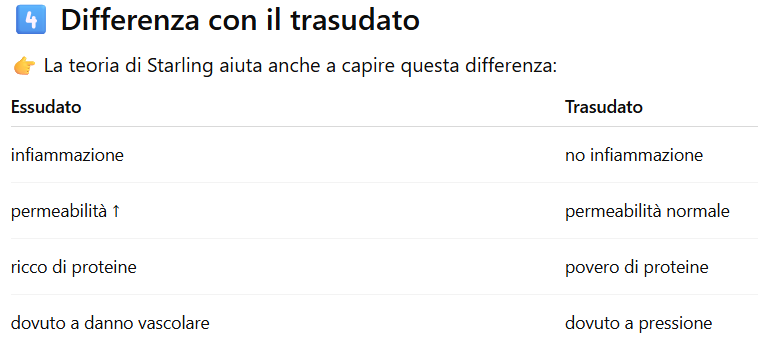 4️⃣ Differenza con il trasudato
👉 La teoria di Starling aiuta anche a capire questa differenza:
Essudato Trasudato
infiammazione no infiammazione
permeabilità ↑ permeabilità normale
ricco di proteine povero di proteine
dovuto a danno vascolare dovuto a pressione